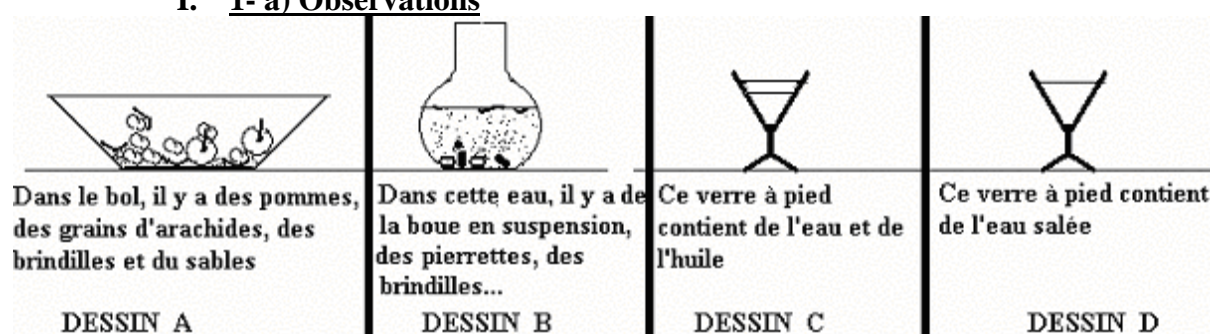 I. 1- a) Observations
Dans le bol, il y a des pommes,
des grains d'arachides, des
brindilles et du sables
DESSIN A
Dans cette eau, il y a de
la boue en suspension,
des pierrettes, des
brindilles...
DESSIN B
Ce verre à pied
contient de l'eau et de
l'huile
DESSIN C
Ce verre à pied contient
de l'eau salée
DESSIN D